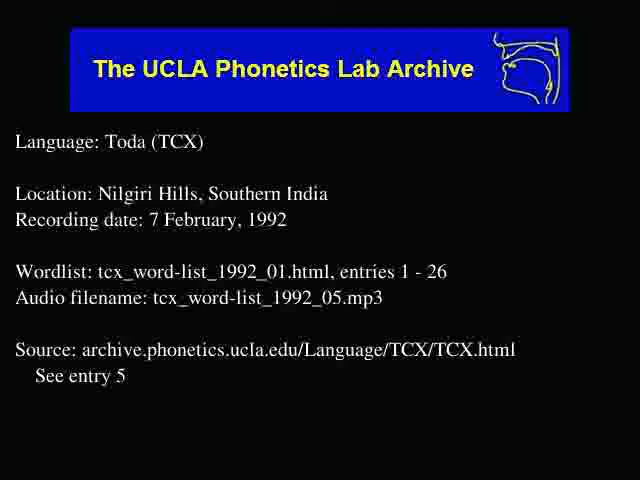 The UCLA Phonetics Lab Archive
Language: Toda (TCX)
Location: Nilgiri Hills, Southern India
Recording date: 7 February, 1992
Wordlist: tcx_word-list_1992_01.html, entries 1 - 26
Audio filename: tcx_word-list_1992_05.mp3
Source: archive.phonetics.ucla.edu/Language/TCX/TCX.html
See entry 5